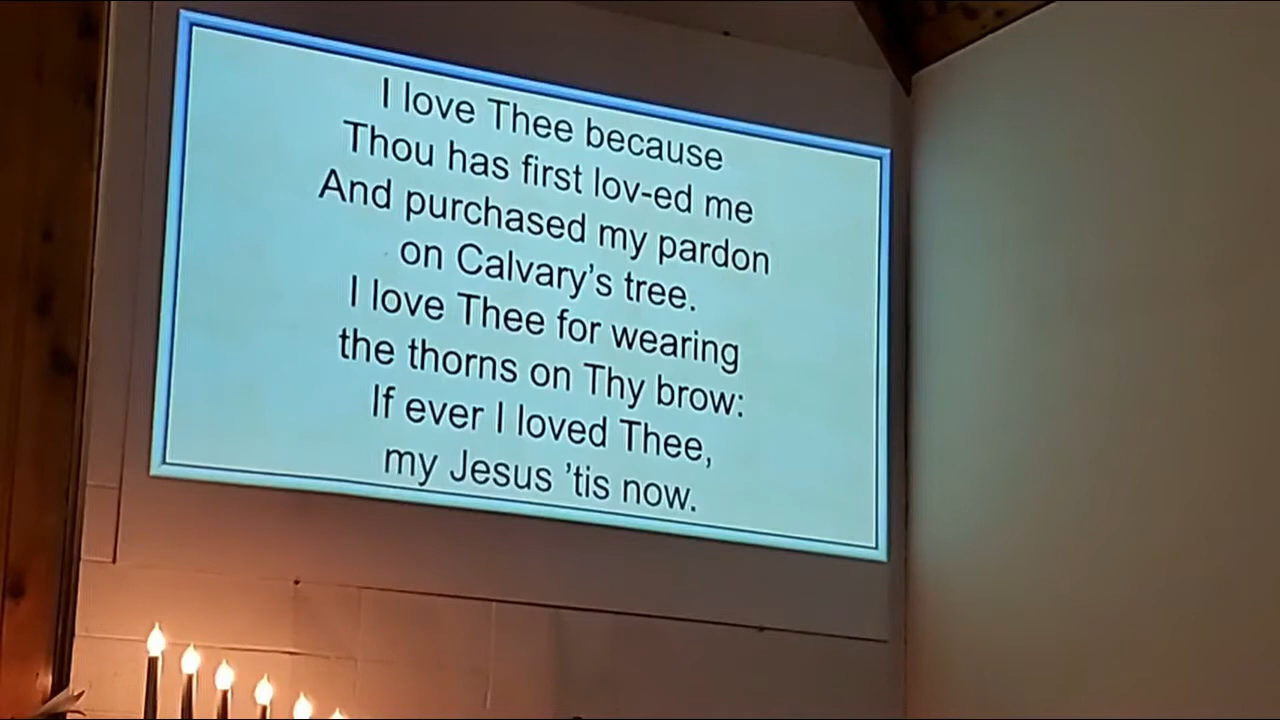 I love Thee because
Thou has first lov-ed me
And purchased my pardon
on Calvary’s tree.
I love Thee for wearing
the thorns on Thy brow:
If ever I loved Thee,
my Jesus ’tis now.